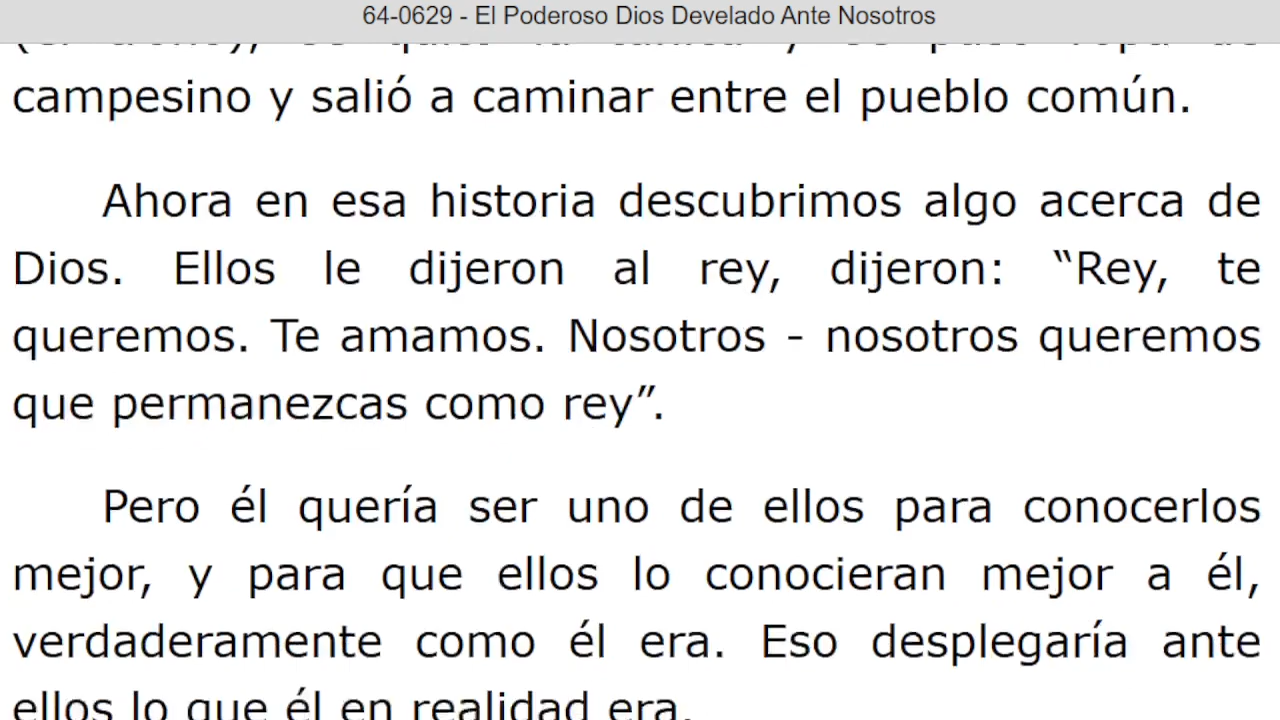 64-0629 - El Poderoso Dios Develado Ante Nosotros
campesino y salió a caminar entre el pueblo común.
Ahora en esa historia descubrimos algo acerca de
Dios. Ellos le dijeron al rey, dijeron: “Rey, te
queremos. Te amamos. Nosotros - nosotros queremos
que permanezcas como rey”.
Pero él quería ser uno de ellos para conocerlos
mejor, y para que ellos lo conocieran mejor a él,
verdaderamente como él era. Eso desplegaría ante
ellos lo que él en realidad era.